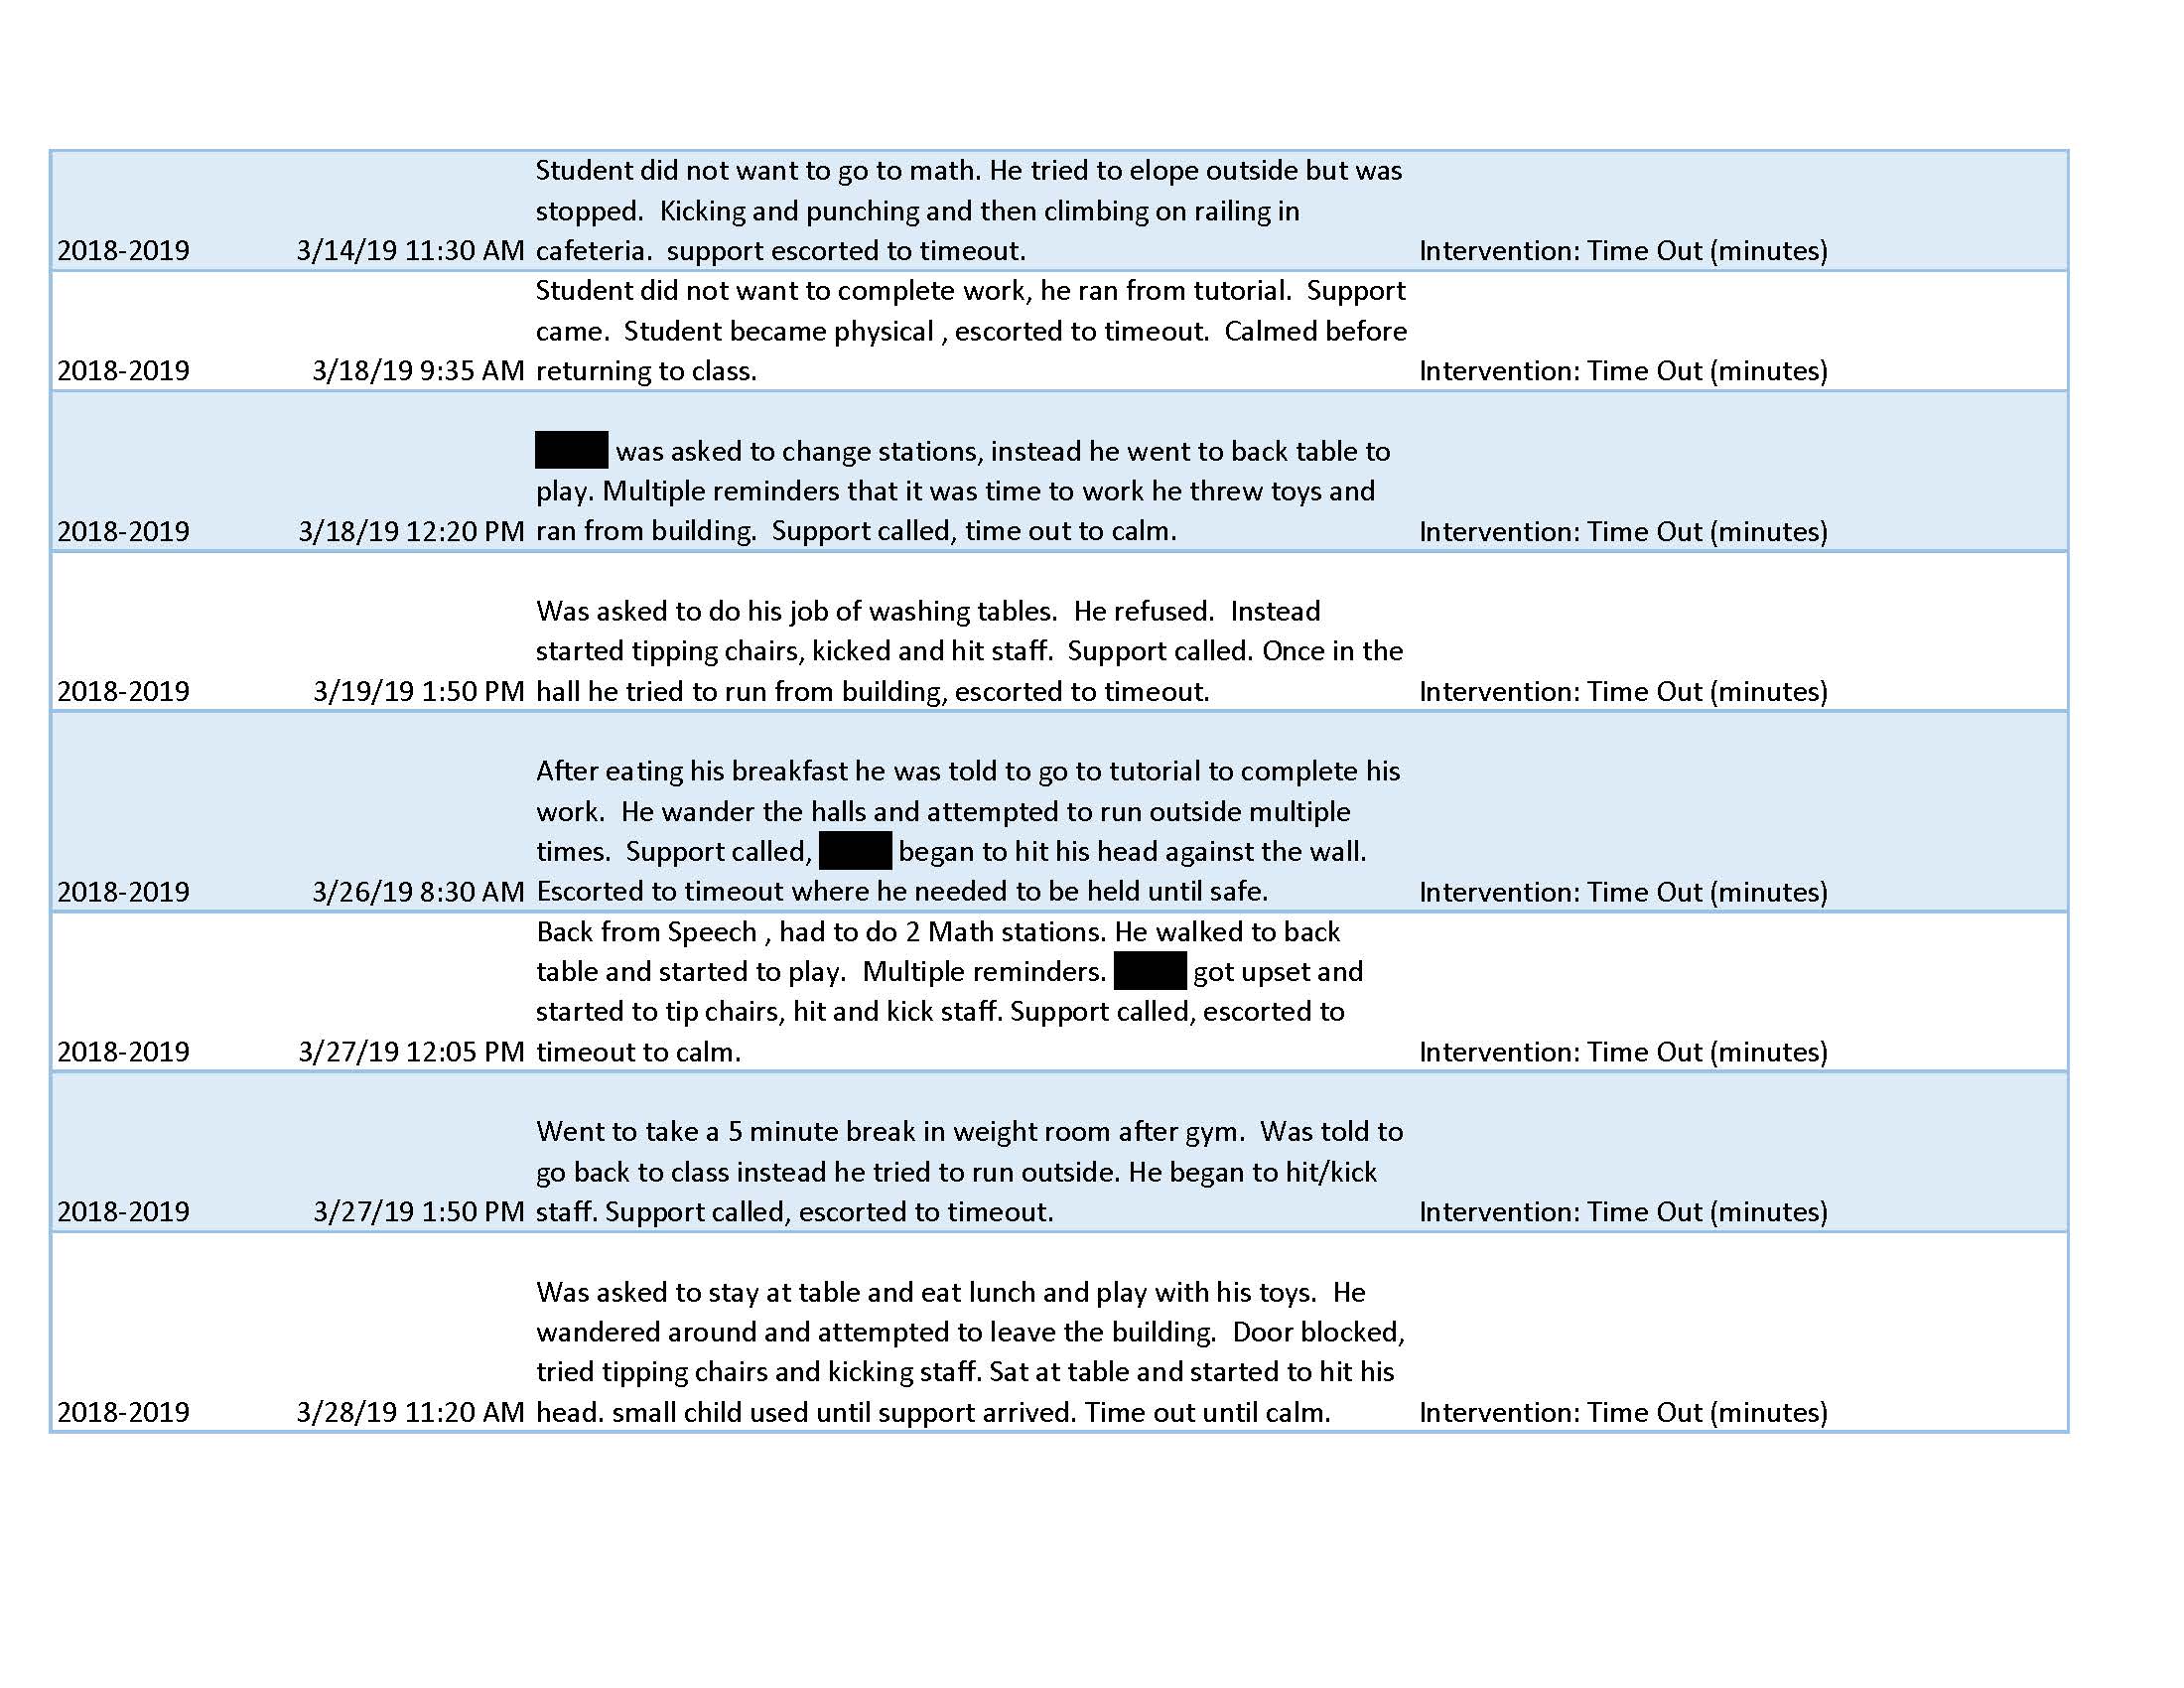 Student did not want to go to math. He tried to elope outside but was
stopped.  Kicking and punching and then climbing on railing in
2018-2019 3/14/19 11:30 AM cafeteria.  support escorted to timeout. Intervention: Time Out (minutes)
Student did not want to complete work, he ran from tutorial.  Support
came.  Student became physical , escorted to timeout.  Calmed before
2018-2019 3/18/19 9:35 AM returning to class. Intervention: Time Out (minutes)
was asked to change stations, instead he went to back table to
play. Multiple reminders that it was time to work he threw toys and
2018-2019 3/18/19 12:20 PM ran from building.  Support called, time out to calm. Intervention: Time Out (minutes)
Was asked to do his job of washing tables.  He refused.  Instead
started tipping chairs, kicked and hit staff.  Support called. Once in the
2018-2019 3/19/19 1:50 PM hall he tried to run from building, escorted to timeout. Intervention: Time Out (minutes)
After eating his breakfast he was told to go to tutorial to complete his
work.  He wander the halls and attempted to run outside multiple
times.  Support called, began to hit his head against the wall.
2018-2019 3/26/19 8:30 AM Escorted to timeout where he needed to be held until safe. Intervention: Time Out (minutes)
Back from Speech , had to do 2 Math stations. He walked to back
table and started to play.  Multiple reminders. got upset and
started to tip chairs, hit and kick staff. Support called, escorted to
2018-2019 3/27/19 12:05 PM timeout to calm. Intervention: Time Out (minutes)
Went to take a 5 minute break in weight room after gym.  Was told to
go back to class instead he tried to run outside. He began to hit/kick
2018-2019 3/27/19 1:50 PM staff. Support called, escorted to timeout. Intervention: Time Out (minutes)
Was asked to stay at table and eat lunch and play with his toys.  He
wandered around and attempted to leave the building.  Door blocked,
tried tipping chairs and kicking staff. Sat at table and started to hit his
2018-2019 3/28/19 11:20 AM head. small child used until support arrived. Time out until calm. Intervention: Time Out (minutes)